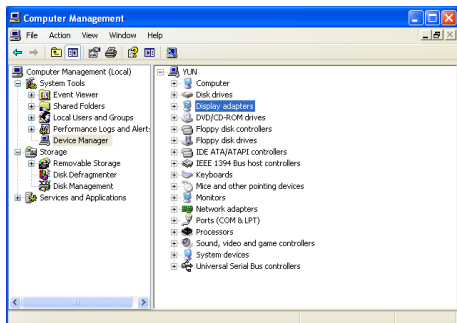 Computer Management
File Action View Window Help
Computer Management (Local)
System Tools
Event Viewer
Shared Folders
Local Users and Groups
Performance Logs and Alert:
Device Manager
Storage
Removable Storage
Disk Defragmenter
Disk Management
Services and Applications
YUN
Computer
Disk drives
Display adapters
DVD/CD-ROM drives
Floppy disk controllers
Floppy disk drives
IDE ATA/ATAPI controllers
IEEE 1394 Bus host controllers
Keyboards
Mice and other pointing devices
Monitors
Network adapters
Ports (COM & LPT)
Processors
Sound, video and game controllers
System devices
Universal Serial Bus controllers